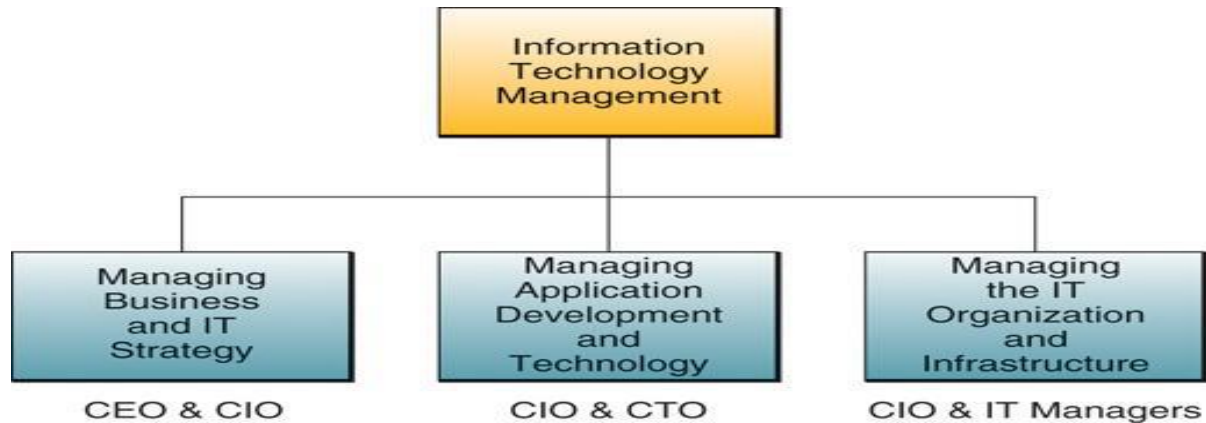 Information
Technology
Management
Managing
Business
and IT
Strategy
CEO & CIO
Managing
Application
Development
and
Technology
CIO & CTO
Managing
the IT
Organization
and
Infrastructure
CIO & IT Managers